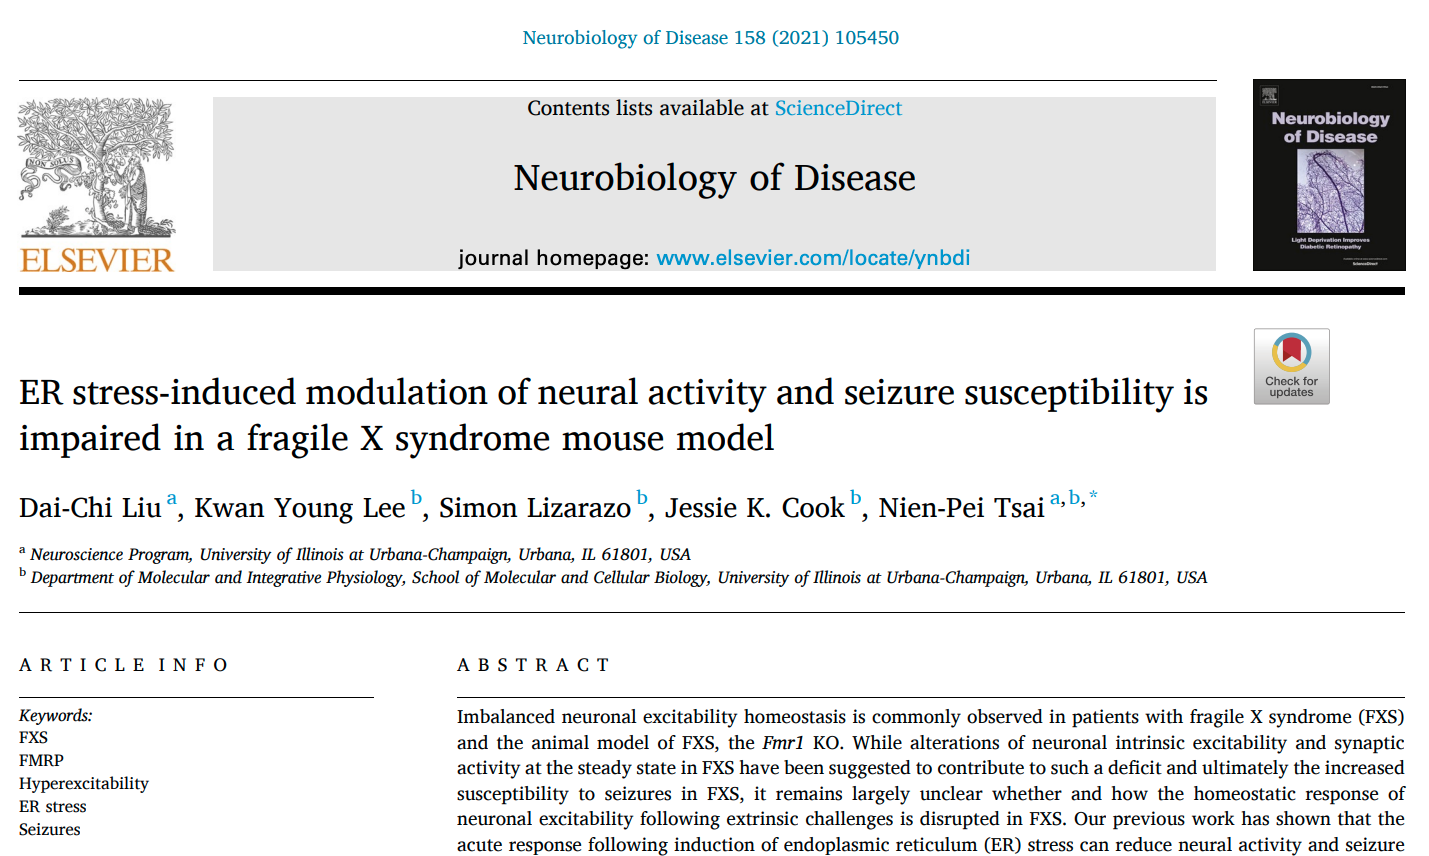 Neurobiology of Disease 158 (2021) 105450
Contents lists available at ScienceDirect
Neurobiology of Disease
journal homepage: www.elsevier.com/locate/ynbdi
NON SOLUS
ELSEVIER
Neurobiology
of Disease
Light Deprivation Improves
Diabetic Retinopathy
ScienceDirect
Check for
updates
ER stress-induced modulation of neural activity and seizure susceptibility is
impaired in a fragile X syndrome mouse model
Dai-Chi Liu a, Kwan Young Lee b, Simon Lizarazo b, Jessie K. Cook b, Nien-Pei Tsai a,b,*
a Neuroscience Program, University of Illinois at Urbana-Champaign, Urbana, IL 61801, USA
b Department of Molecular and Integrative Physiology, School of Molecular and Cellular Biology, University of Illinois at Urbana-Champaign, Urbana, IL 61801, USA
ARTICLE INFO
Keywords:
FXS
FMRP
Hyperexcitability
ER stress
Seizures
ABSTRACT
Imbalanced neuronal excitability homeostasis is commonly observed in patients with fragile X syndrome (FXS)
and the animal model of FXS, the Fmr1 KO. While alterations of neuronal intrinsic excitability and synaptic
activity at the steady state in FXS have been suggested to contribute to such a deficit and ultimately the increased
susceptibility to seizures in FXS, it remains largely unclear whether and how the homeostatic response of
neuronal excitability following extrinsic challenges is disrupted in FXS. Our previous work has shown that the
acute response following induction of endoplasmic reticulum (ER) stress can reduce neural activity and seizure